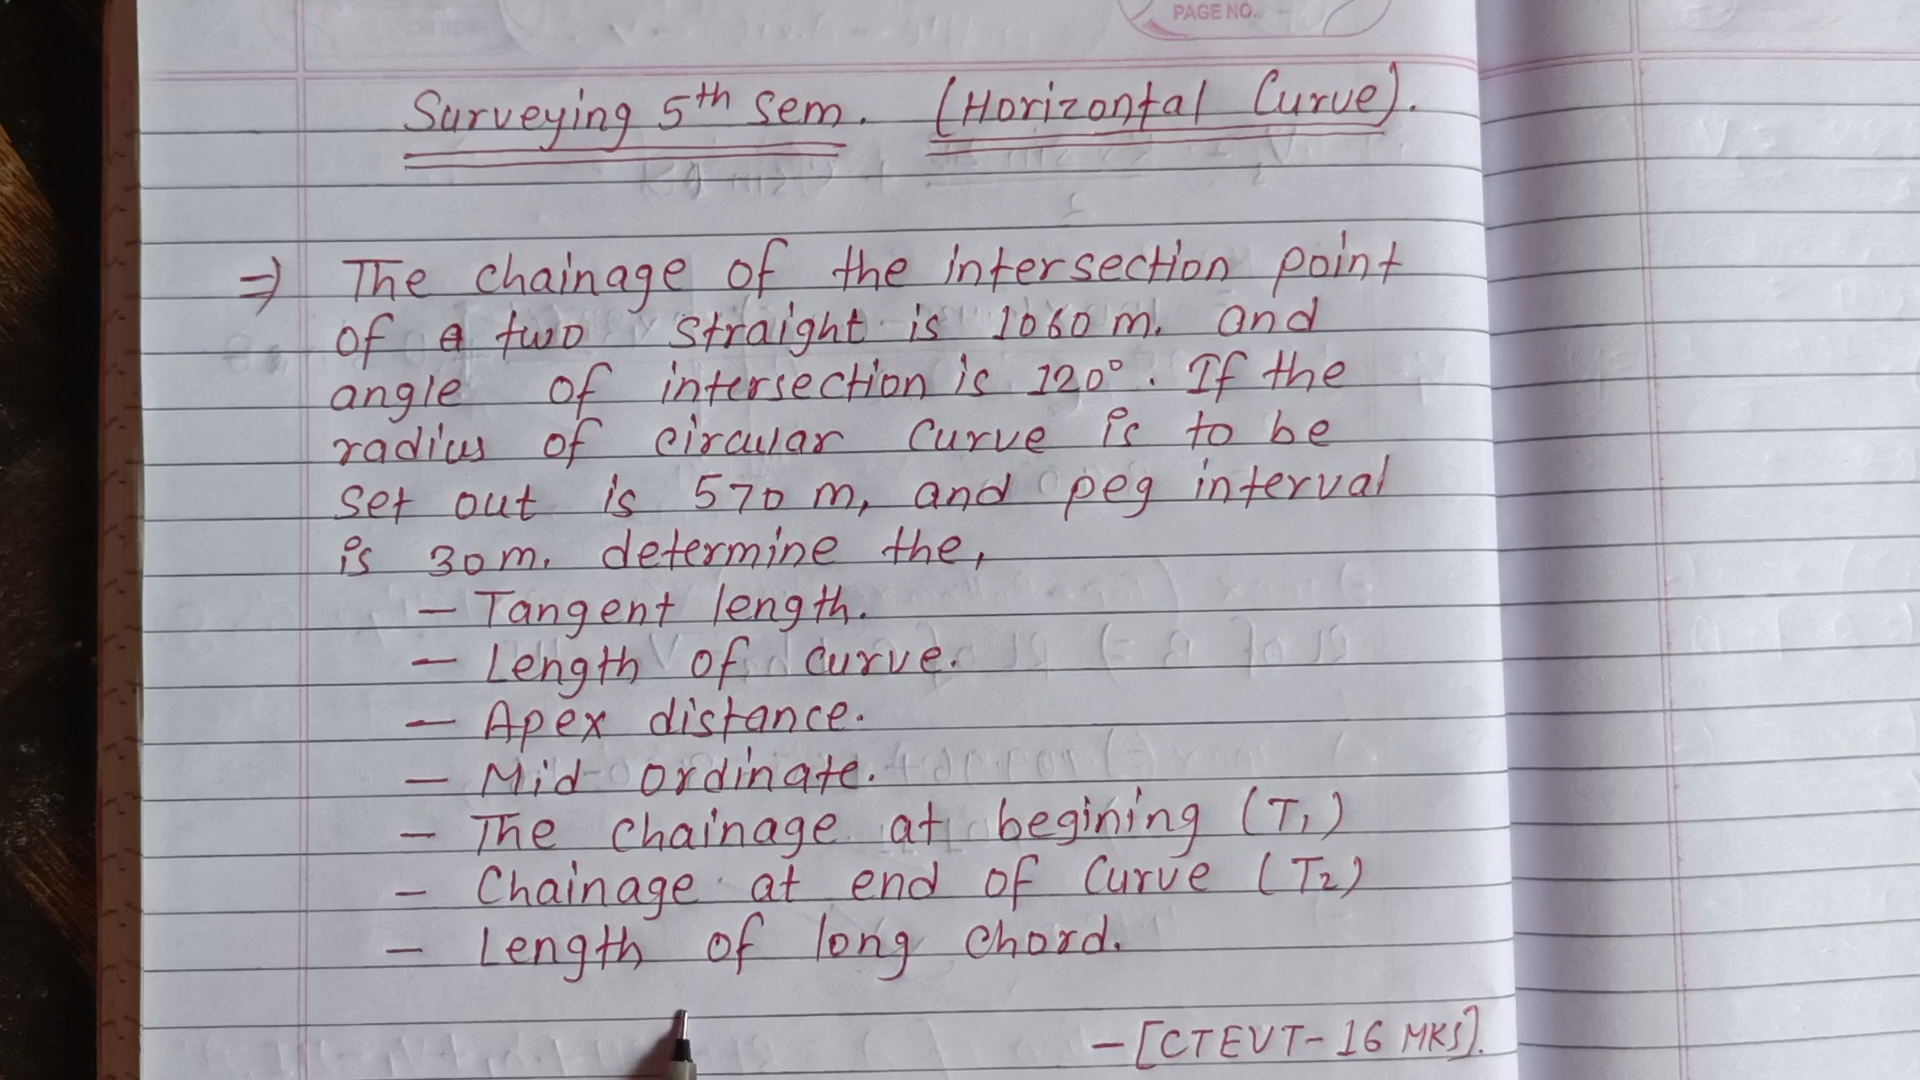 PAGE NO..
Surveying 5th sem. (Horizontal Curve).
⇒ The chainage of the intersection point
of a two straight is 1060 m. and
angle of intersection is 120°. If the
radius of circular curve is to be
set out is 570 m, and peg interval
is 30m. determine the,
- Tangent length.
- Length of curve.
- Apex distance.
- Mid ordinate.
- The chainage at begining (T1)
- Chainage at end of curve (T2)
- Length of long chord.
- [CTEVT- 16 MKS].